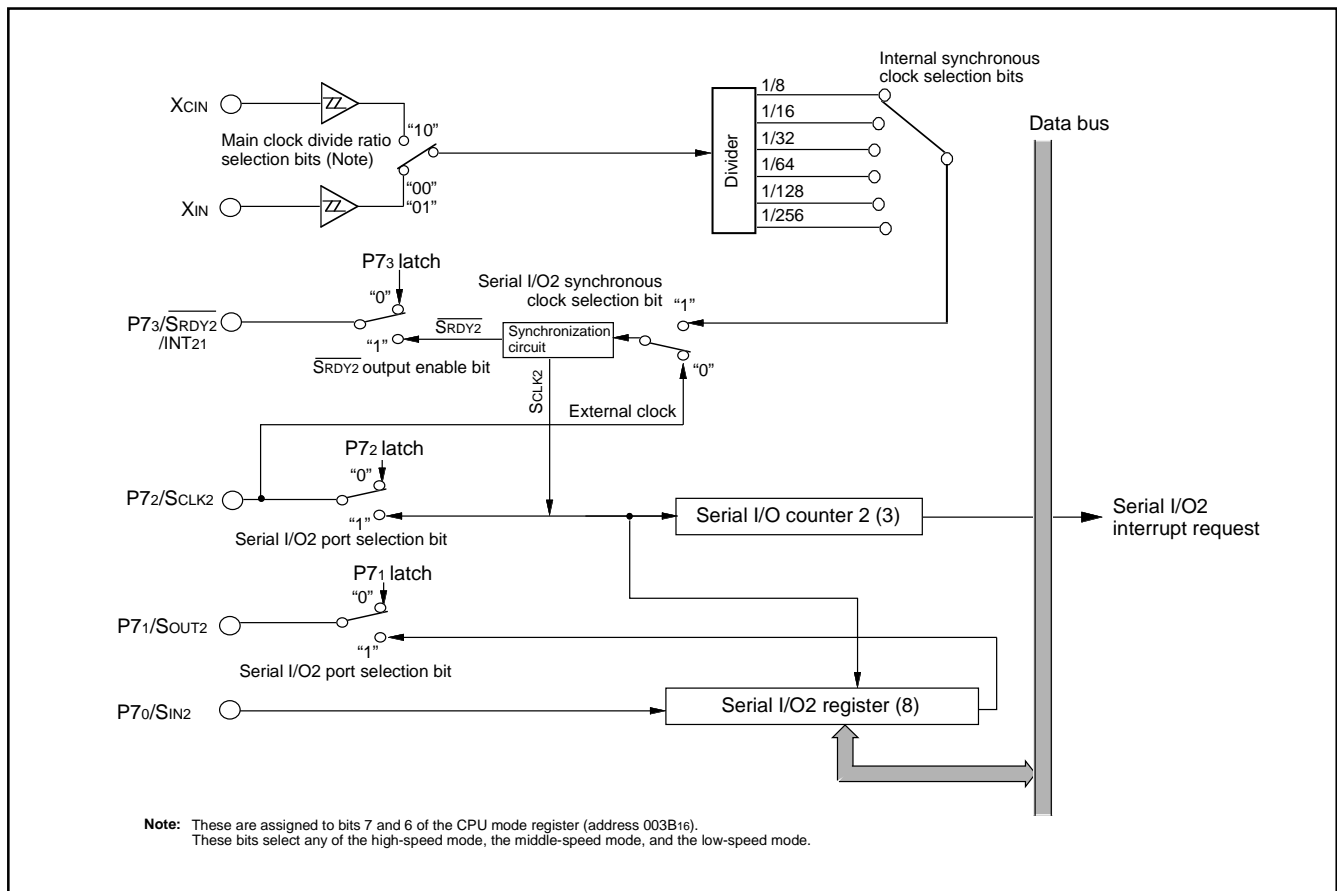 XCIN
Main clock divide ratio
selection bits (Note)
“10”
“00”
“01”
XIN
Divider
1/8
1/16
1/32
1/64
1/128
1/256
Internal synchronous
clock selection bits
Data bus
P73 latch
“0”
P73/SRDY2
/INT21
“1”
SRDY2
SRDY2 output enable bit
Serial I/O2 synchronous
clock selection bit
“1”
Synchronization
circuit
“0”
SCLK2
External clock
P72 latch
“0”
P72/SCLK2
“1”
Serial I/O2 port selection bit
Serial I/O counter 2 (3)
Serial I/O2
interrupt request
P71 latch
“0”
P71/SOUT2
“1”
Serial I/O2 port selection bit
P70/SIN2
Serial I/O2 register (8)
Note: These are assigned to bits 7 and 6 of the CPU mode register (address 003B16).
These bits select any of the high-speed mode, the middle-speed mode, and the low-speed mode.